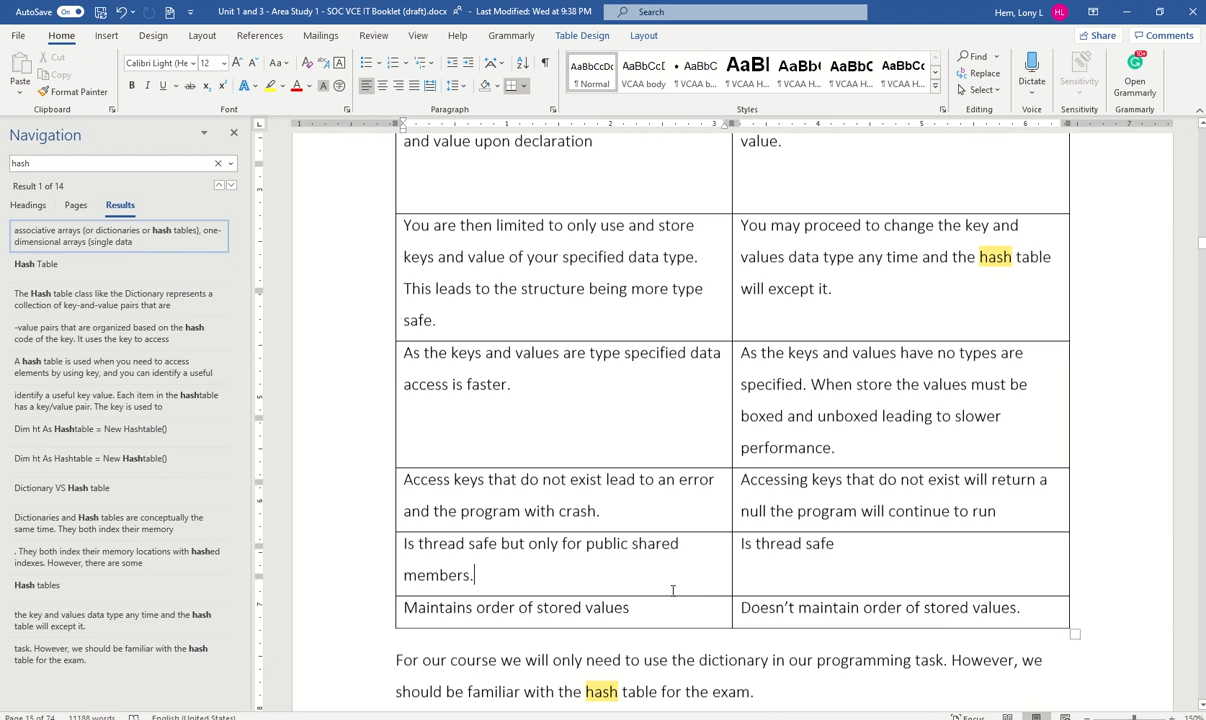 AutoSave On Unit 1 and 3 - Area Study 1 - SOC VCE IT Booklet (draft).docx • Last Modified: Wed at 9:38 PM Search Hem, Lony L HL
File Home Insert Design Layout References Mailings Review View Help Grammarly Table Design Layout Share Comments
Paste Cut Copy Format Painter
Calibri Light (He 12
AaBbCcDc AaBbCcI • AaBbC AaBl AaBbI AaBbC AaBbCc
¶ Normal VCAA body ¶ VCAA b... ¶ VCAA H... ¶ VCAA H... ¶ VCAA H... ¶ VCAA H...
Find Replace Select
Dictate Sensitivity Open Grammarly 10+
Clipboard Font Paragraph Styles Editing Voice Sensitivity Grammarly
Navigation
hash
Result 1 of 14
Headings Pages Results
associative arrays (or dictionaries or hash tables), one-
dimensional arrays (single data
Hash Table
The Hash table class like the Dictionary represents a
collection of key-and-value pairs that are
-value pairs that are organized based on the hash
code of the key. It uses the key to access
A hash table is used when you need to access
elements by using key, and you can identify a useful
identify a useful key value. Each item in the hashtable
has a key/value pair. The key is used to
Dim ht As Hashtable = New Hashtable()
Dim ht As Hashtable = New Hashtable()
Dictionary VS Hash table
Dictionaries and Hash tables are conceptually the
same time. They both index their memory
. They both index their memory locations with hashed
indexes. However, there are some
Hash tables
the key and values data type any time and the hash
table will except it.
task. However, we should be familiar with the hash
table for the exam.
and value upon declaration
value.
You are then limited to only use and store
keys and value of your specified data type.
This leads to the structure being more type
safe.
You may proceed to change the key and
values data type any time and the hash table
will except it.
As the keys and values are type specified data
access is faster.
As the keys and values have no types are
specified. When store the values must be
boxed and unboxed leading to slower
performance.
Access keys that do not exist lead to an error
and the program with crash.
Accessing keys that do not exist will return a
null the program will continue to run
Is thread safe but only for public shared
members.
Is thread safe
Maintains order of stored values
Doesn’t maintain order of stored values.
For our course we will only need to use the dictionary in our programming task. However, we
should be familiar with the hash table for the exam.
Page 15 of 74 11188 words English (United States) Focus 150%